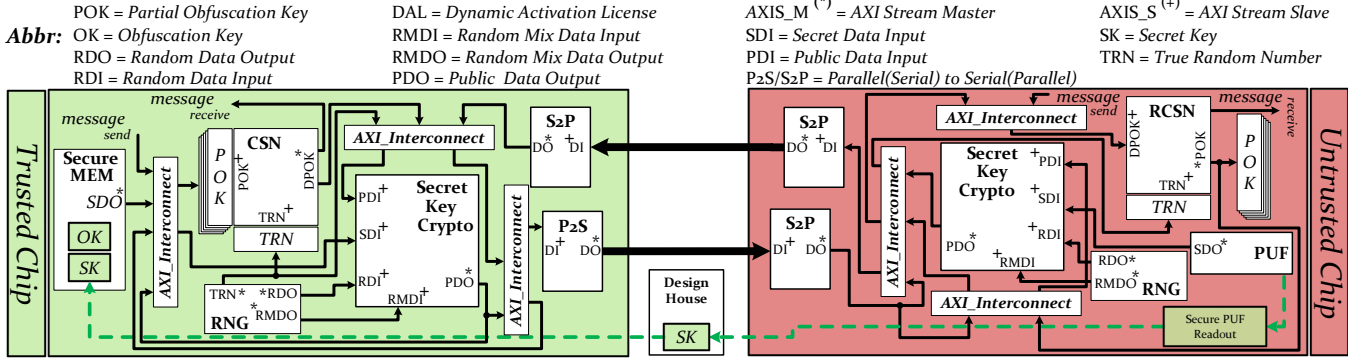 POK = Partial Obfuscation Key
DAL = Dynamic Activation License
AXIS_M (*) = AXI Stream Master
AXIS_S (+) = AXI Stream Slave
Abbr: OK = Obfuscation Key
RMDI = Random Mix Data Input
SDI = Secret Data Input
SK = Secret Key
RDO = Random Data Output
RMDO = Random Mix Data Output
PDI = Public Data Input
TRN = True Random Number
RDI = Random Data Input
PDO = Public Data Output
P2S/S2P = Parallel(Serial) to Serial(Parallel)
Trusted Chip
message receive
message send
Secure MEM
SDO*
OK
SK
AXI_Interconnect
POK
CSN
POK+
DPOK*
TRN+
TRN
TRN* *RDO
*RMDO
RNG
AXI_Interconnect
Secret Key Crypto
PDI+
SDI+
RDI+
RMDI+
PDO*
AXI_Interconnect
S2P
DO* +DI
P2S
DI+ DO*
Design House
SK
S2P
DO* +DI
S2P
DI+ DO*
AXI_Interconnect
AXI_Interconnect
Secret Key Crypto
+PDI
+SDI
+RDI
+RMDI
PDO*
AXI_Interconnect
message send
RCSN
DPOK+
*POK
TRN+
TRN
message receive
POK
SDO*
PUF
RDO*
RMDO*
RNG
Secure PUF Readout
Untrusted Chip